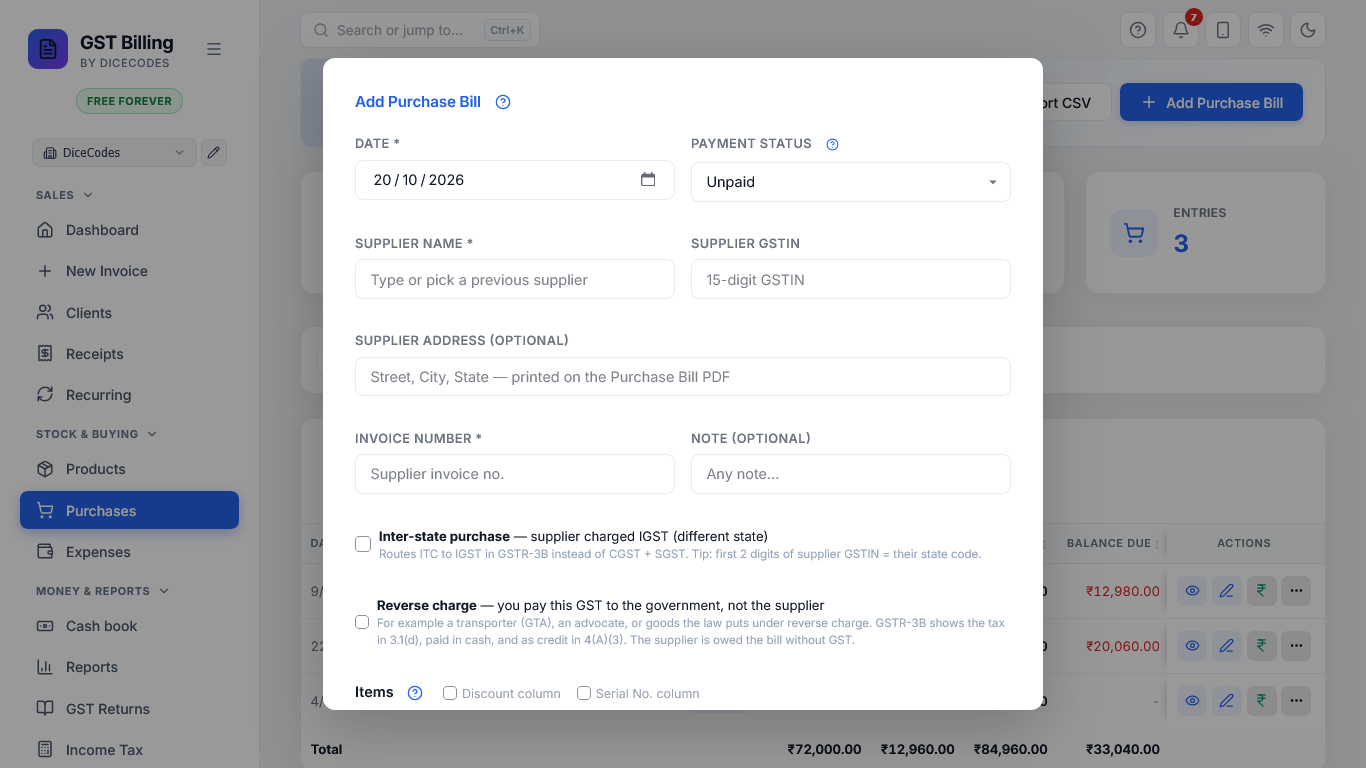 GST Billing
BY DICECODES
FREE FOREVER
DiceCodes
SALES
Dashboard
New Invoice
Clients
Receipts
Recurring
STOCK & BUYING
Products
Purchases
Expenses
MONEY & REPORTS
Cash book
Reports
GST Returns
Income Tax
Search or jump to... Ctrl+K
7
ort CSV
Add Purchase Bill
ENTRIES
3
Add Purchase Bill
DATE * PAYMENT STATUS
20/10/2026 Unpaid
SUPPLIER NAME * SUPPLIER GSTIN
Type or pick a previous supplier 15-digit GSTIN
SUPPLIER ADDRESS (OPTIONAL)
Street, City, State — printed on the Purchase Bill PDF
INVOICE NUMBER * NOTE (OPTIONAL)
Supplier invoice no. Any note...
Inter-state purchase — supplier charged IGST (different state)
Routes ITC to IGST in GSTR-3B instead of CGST + SGST. Tip: first 2 digits of supplier GSTIN = their state code.
Reverse charge — you pay this GST to the government, not the supplier
For example a transporter (GTA), an advocate, or goods the law puts under reverse charge. GSTR-3B shows the tax
in 3.1(d), paid in cash, and as credit in 4(A)(3). The supplier is owed the bill without GST.
Items Discount column Serial No. column
DA BALANCE DUE ACTIONS
9/ 0 ₹12,980.00 ₹
22 0 ₹20,060.00 ₹
4/ 0 - ₹
Total ₹72,000.00 ₹12,960.00 ₹84,960.00 ₹33,040.00